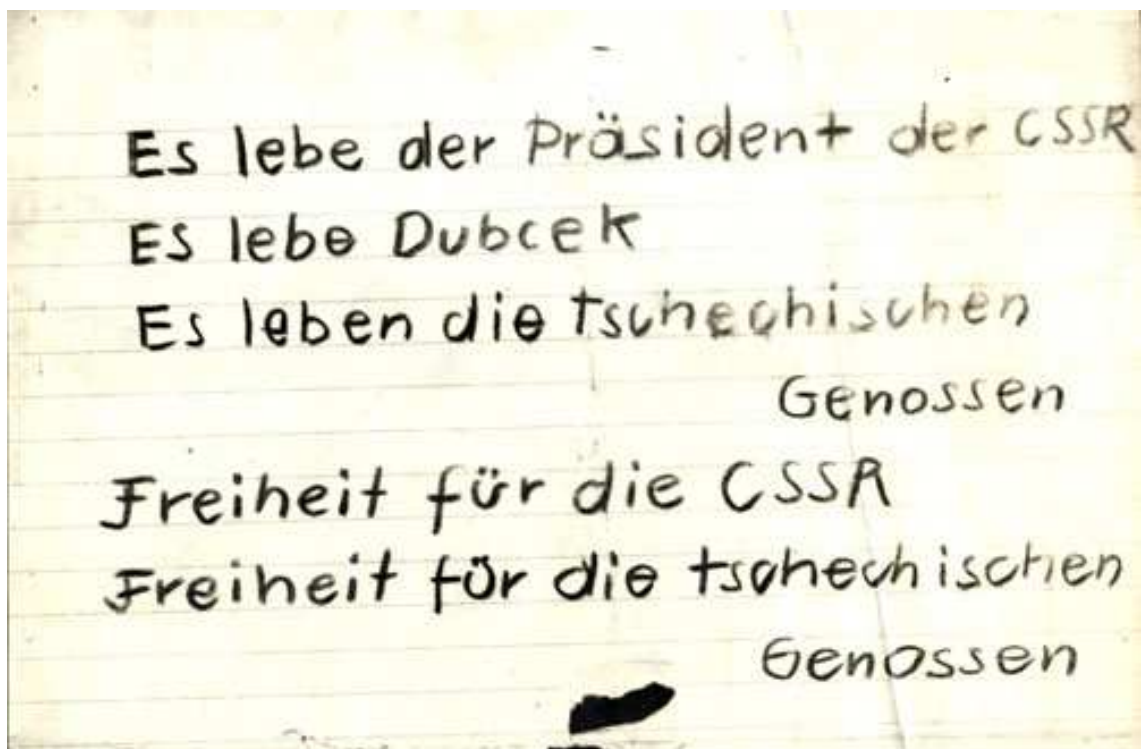 Es lebe der Präsident der CSSR
ES lebe Dubcek
Es leben die tschechischen
Genossen
Freiheit für die CSSR
Freiheit für die tschechischen
Genossen